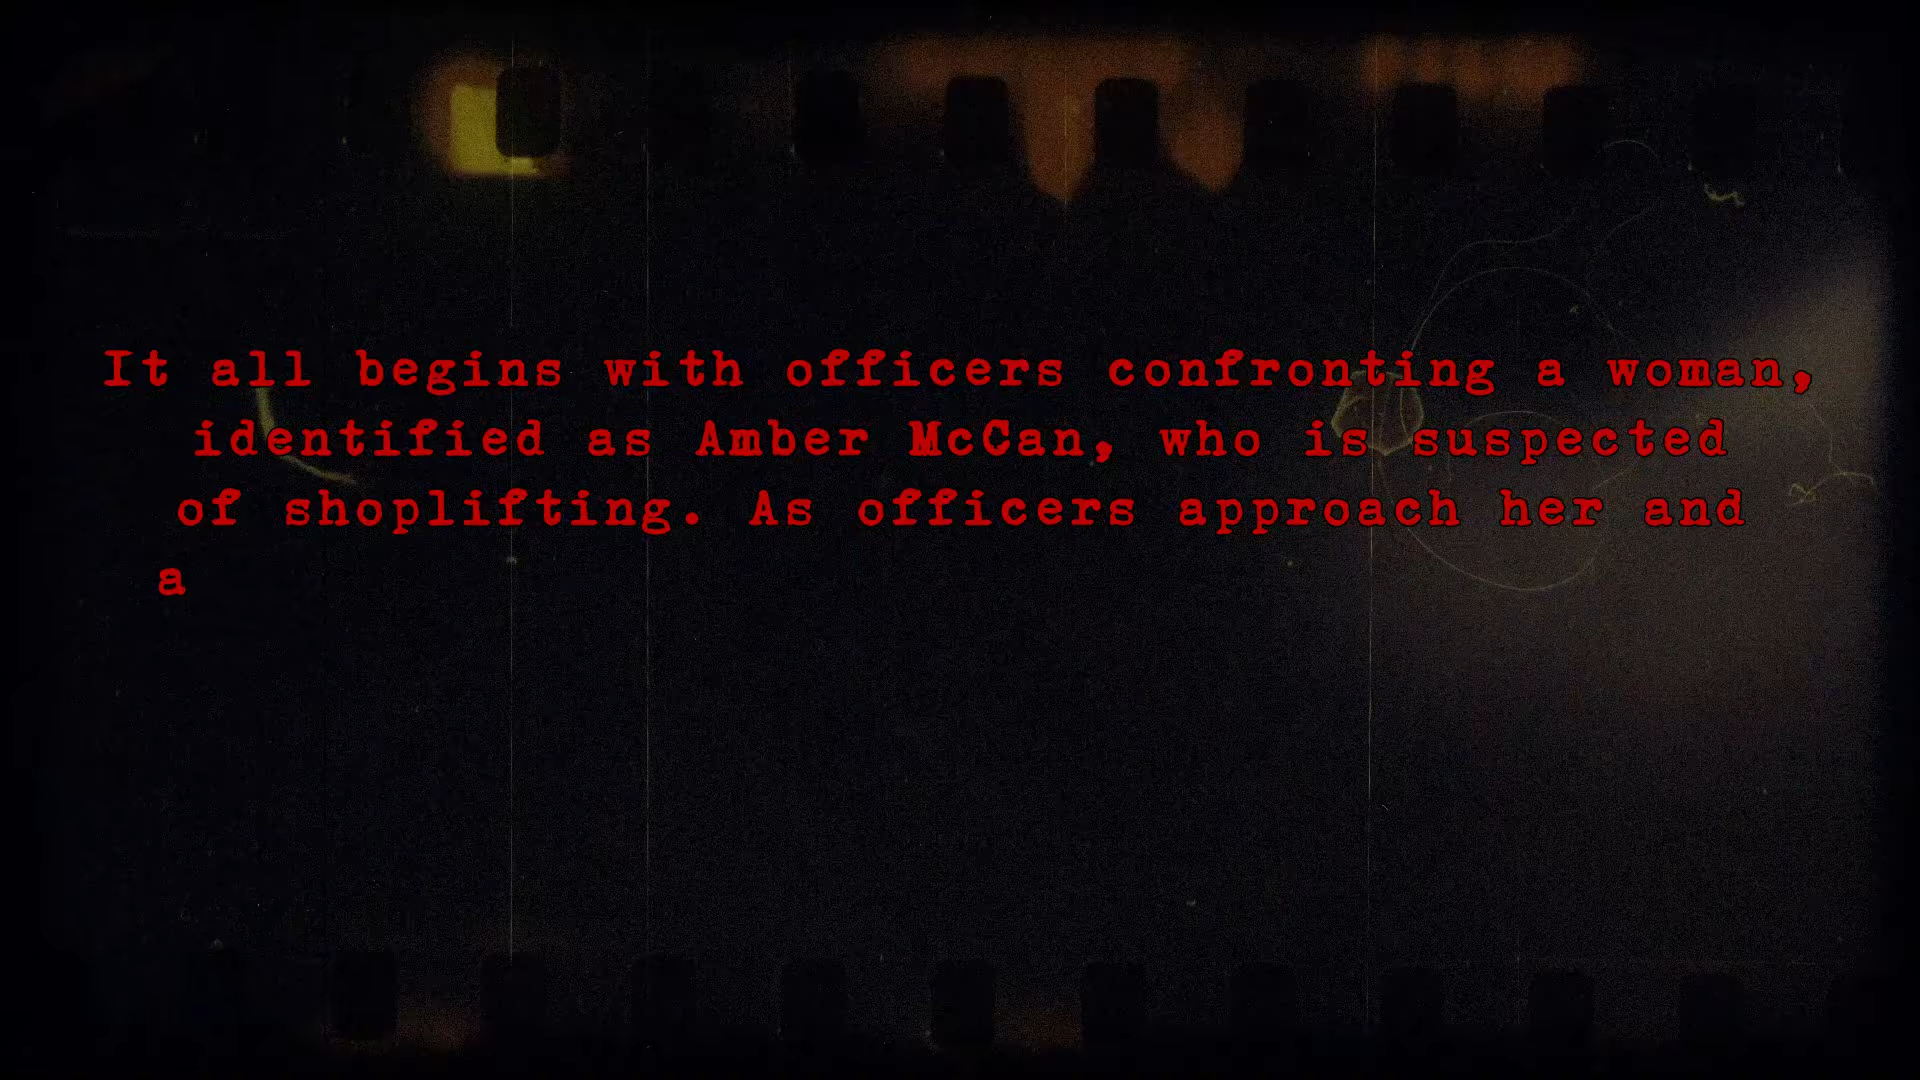 It all begins with officers confronting a woman,
identified as Amber McCan, who is suspected
of shoplifting. As officers approach her and
a